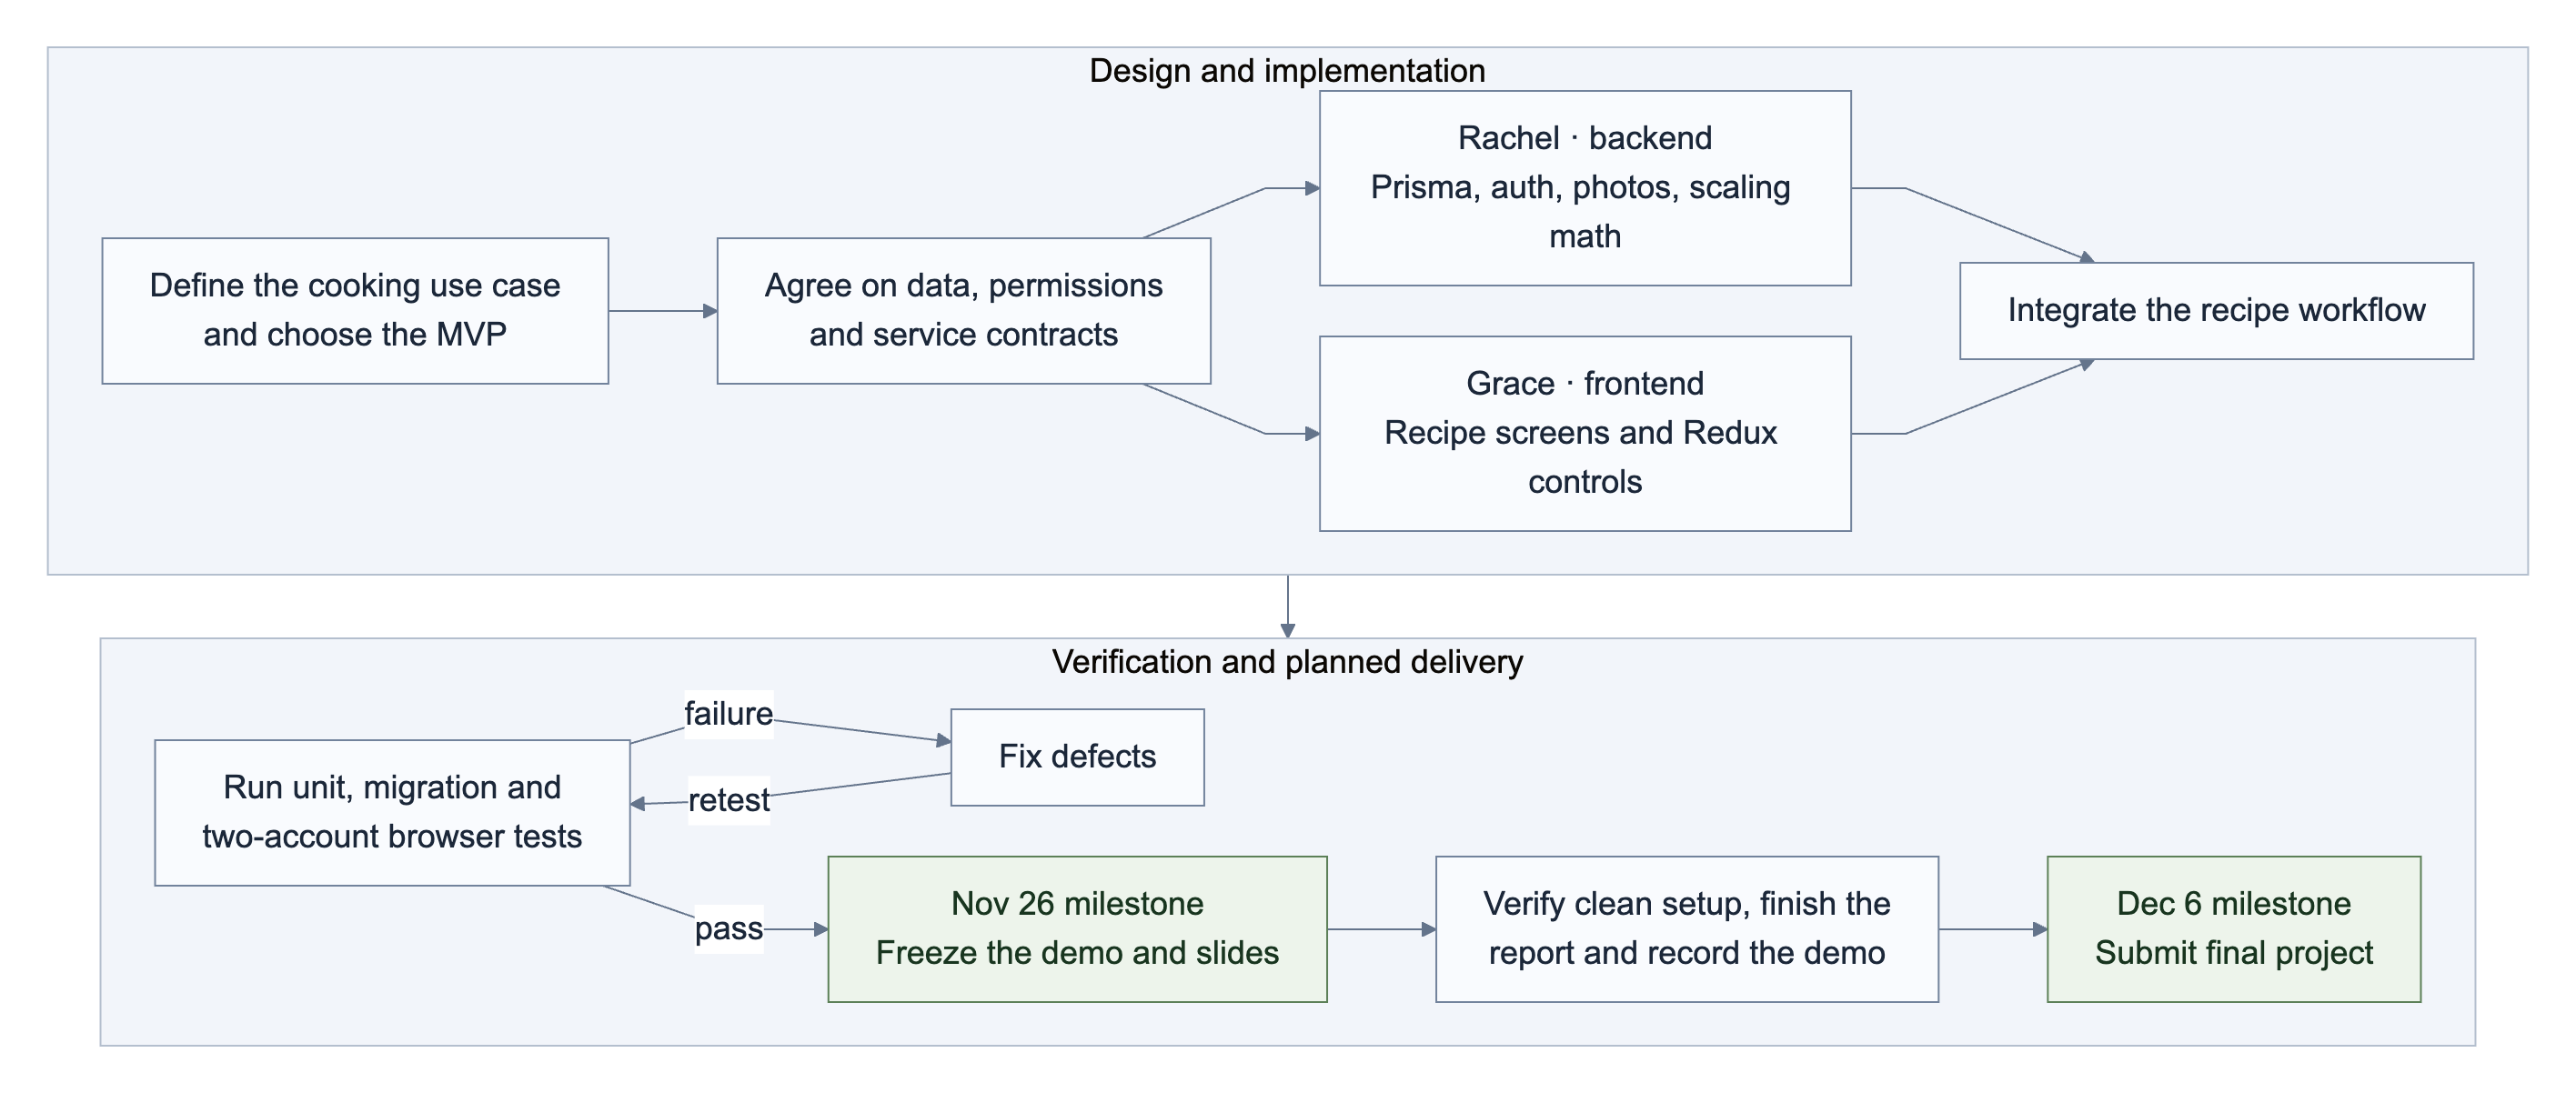 Design and implementation
Define the cooking use case
and choose the MVP
Agree on data, permissions
and service contracts
Rachel · backend
Prisma, auth, photos, scaling
math
Grace · frontend
Recipe screens and Redux
controls
Integrate the recipe workflow
Verification and planned delivery
Run unit, migration and
two-account browser tests
failure
retest
pass
Fix defects
Nov 26 milestone
Freeze the demo and slides
Verify clean setup, finish the
report and record the demo
Dec 6 milestone
Submit final project